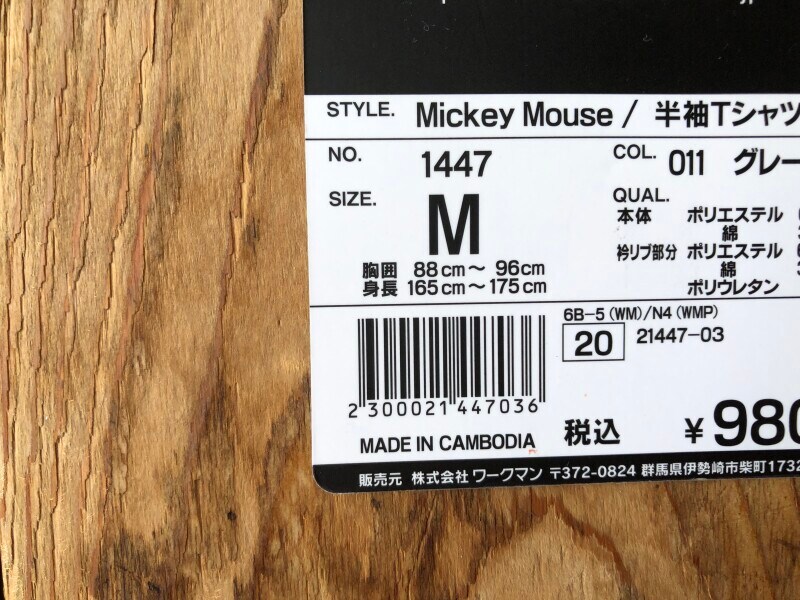 STYLE. Mickey Mouse / 半袖Tシャツ
NO. 1447
COL. 011 グレー
SIZE. M
胸囲 88cm〜 96cm
身長 165cm〜175cm
QUAL.
本体 ポリエステル
綿
衿リブ部分 ポリエステル
綿
ポリウレタン
6B-5 (WM)/N4 (WMP)
20 21447-03
2 300021 447036
MADE IN CAMBODIA
税込 ¥980
販売元 株式会社 ワークマン 〒372-0824 群馬県伊勢崎市柴町1732